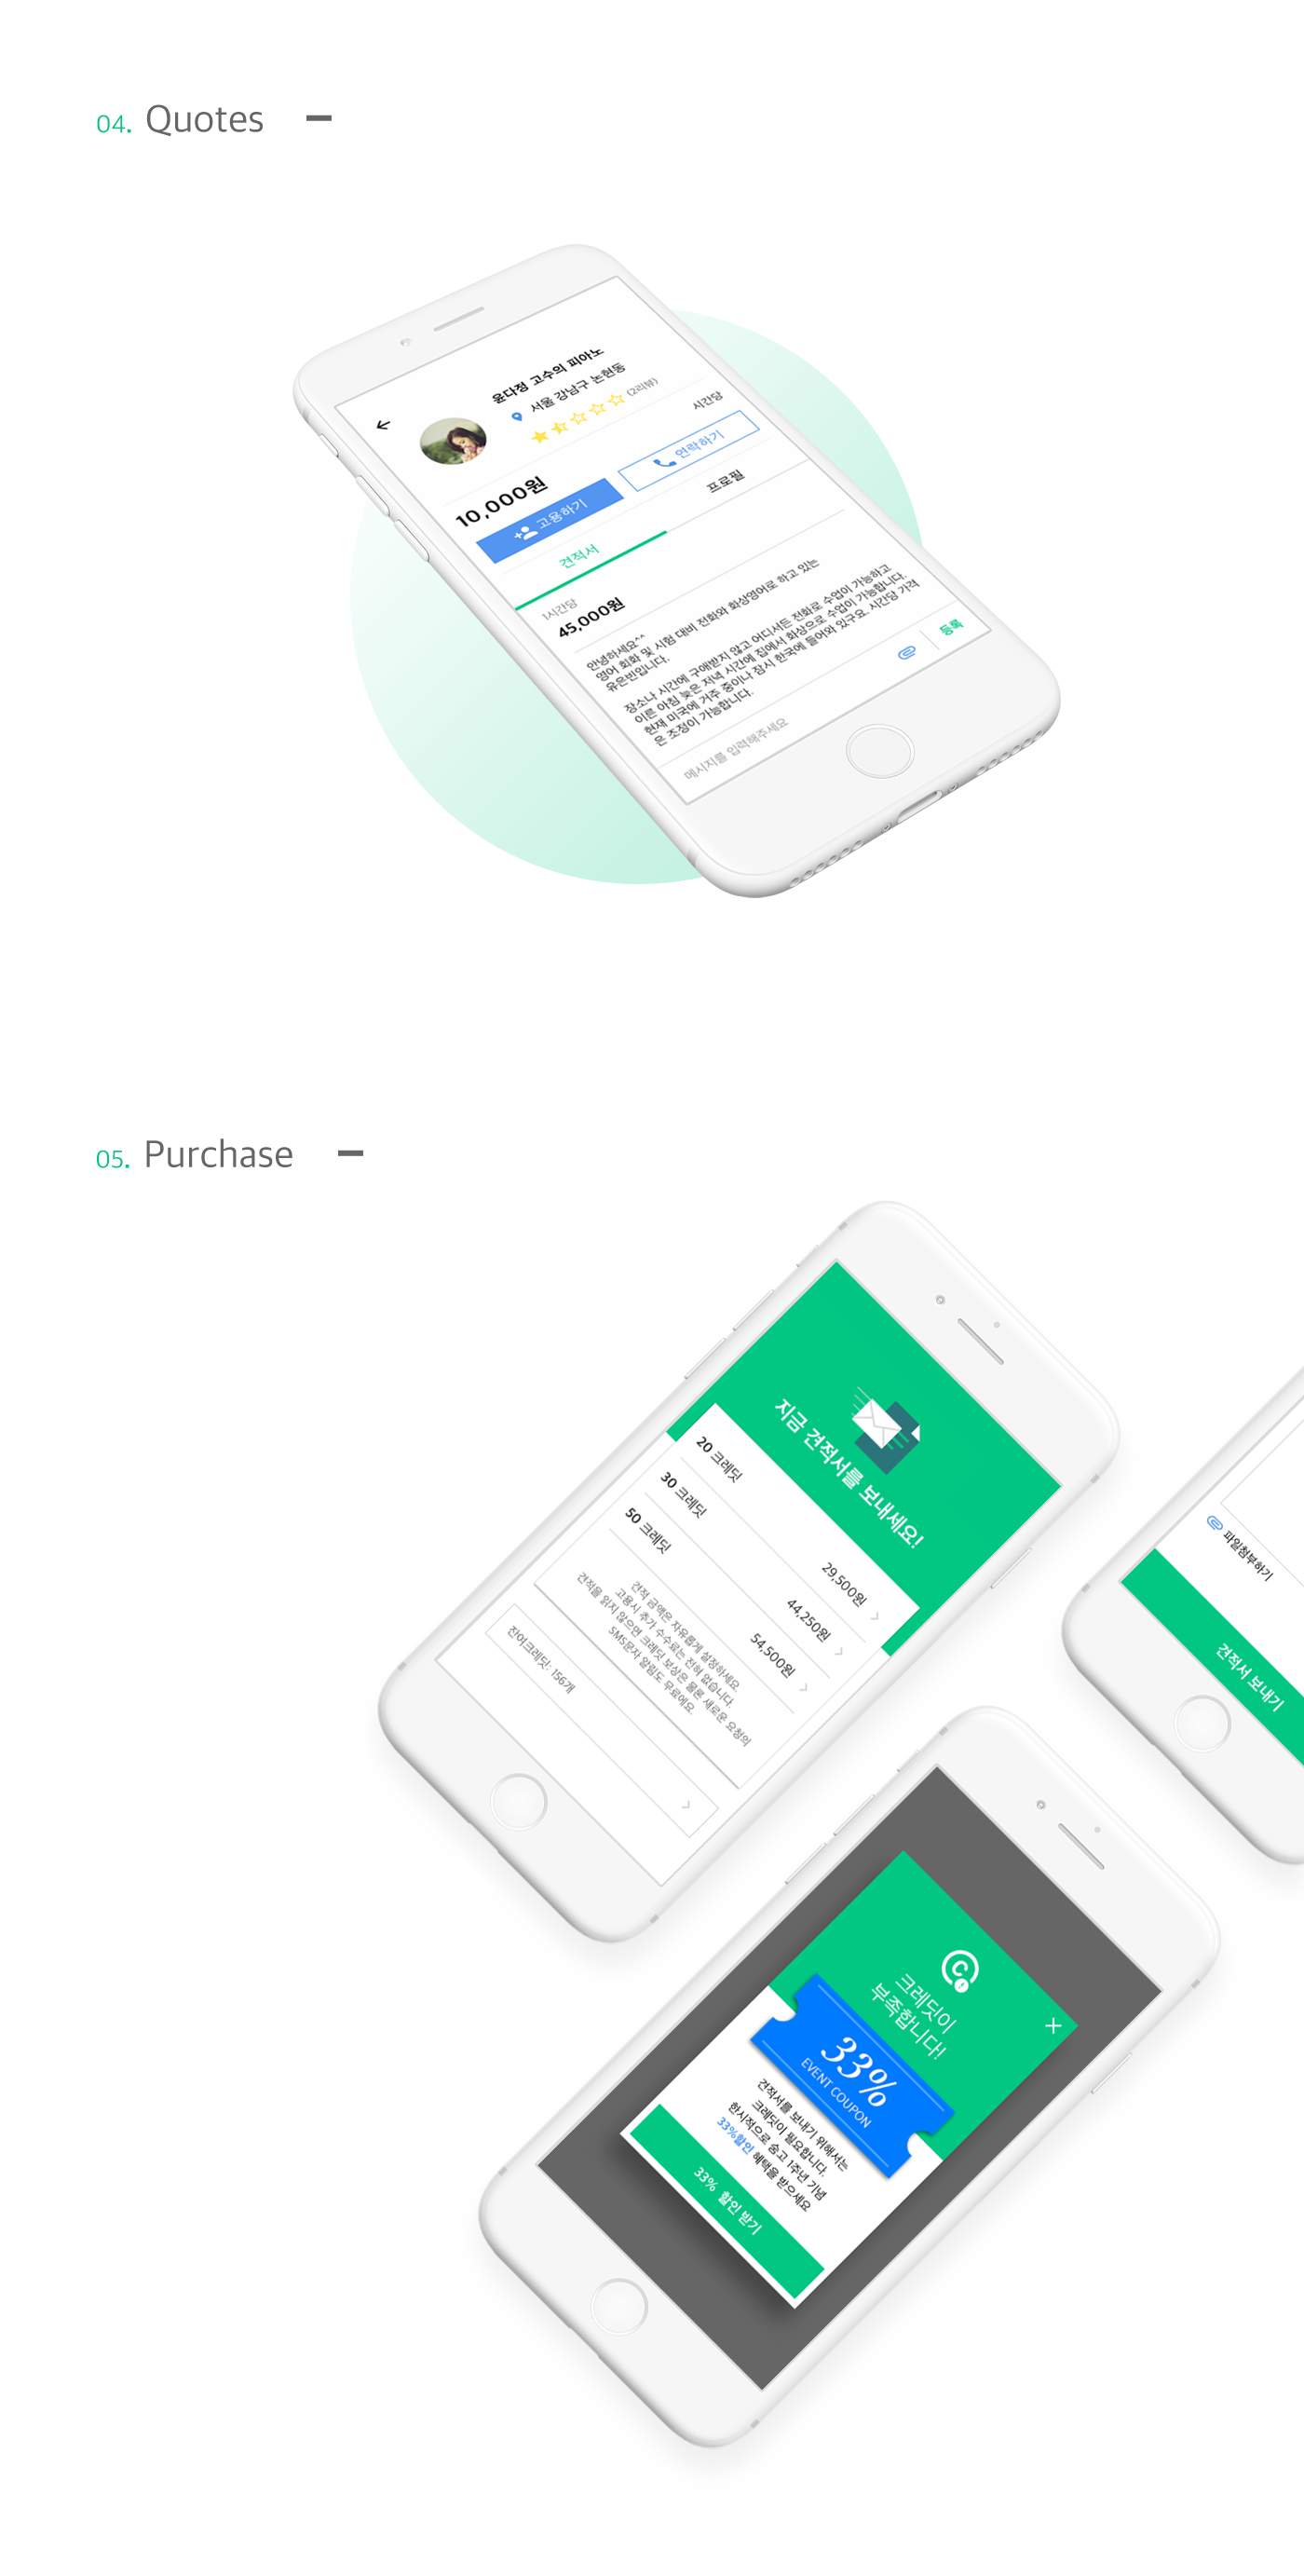 04. Quotes
윤다정 고수의 피아노
서울 강남구 논현동
(2리뷰)
시간당
10,000원
고용하기
연락하기
견적서
프로필
1시간당
45,000원
안녕하세요^^
영어 회화 및 시험 대비 전화와 화상영어로 하고 있는
유은빈입니다.
장소나 시간에 구애받지 않고 어디서든 전화로 수업이 가능하고
이른 아침 늦은 저녁 시간에 집에서 화상으로 수업이 가능합니다.
현재 미국에 거주 중이나 잠시 한국에 들어와 있구요. 시간당 가격
은 조정이 가능합니다.
메시지를 입력해주세요
등록
05. Purchase
지금 견적서를 보내세요!
20 크레딧
29,500원
30 크레딧
44,250원
50 크레딧
54,500원
견적 금액은 자유롭게 설정하세요.
고용시 추가 수수료는 전혀 없습니다.
견적을 읽지 않으면 크레딧 보상은 물론 새로운 요청의
SMS문자 알림도 무료에요.
잔여크레딧: 156개
파일첨부하기
견적서 보내기
크레딧이
부족합니다!
33%
EVENT COUPON
견적서를 보내기 위해서는
크레딧이 필요합니다.
한시적으로 숨고 1주년 기념
33%할인 혜택을 받으세요
33% 할인 받기